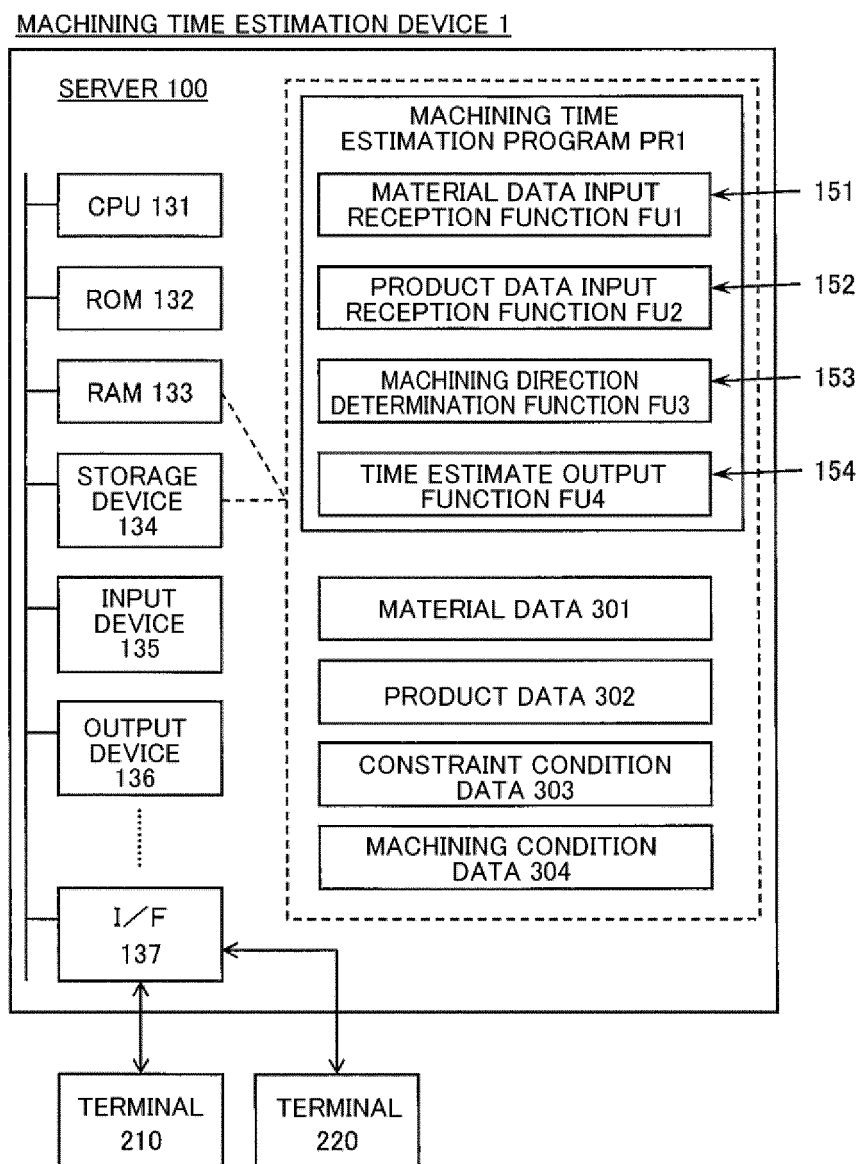 MACHINING TIME ESTIMATION DEVICE 1
SERVER 100
CPU 131
ROM 132
RAM 133
STORAGE
DEVICE
134
INPUT
DEVICE
135
OUTPUT
DEVICE
136
I/F
137
MACHINING TIME
ESTIMATION PROGRAM PR1
MATERIAL DATA INPUT
RECEPTION FUNCTION FU1
151
PRODUCT DATA INPUT
RECEPTION FUNCTION FU2
152
MACHINING DIRECTION
DETERMINATION FUNCTION FU3
153
TIME ESTIMATE OUTPUT
FUNCTION FU4
154
MATERIAL DATA 301
PRODUCT DATA 302
CONSTRAINT CONDITION
DATA 303
MACHINING CONDITION
DATA 304
TERMINAL
210
TERMINAL
220